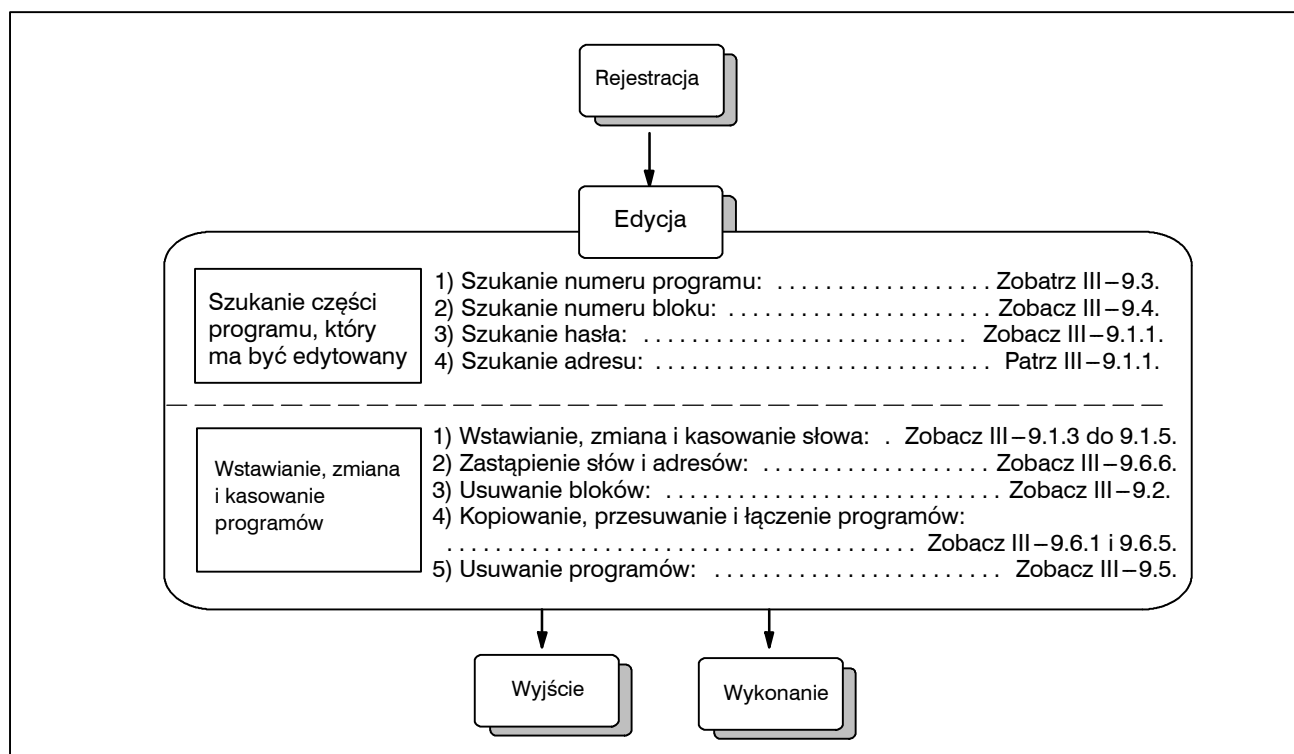 Rejestracja
Edycja
Szukanie części
programu, który
ma być edytowany
1) Szukanie numeru programu: . . . . . . . . . . . . . . . . . . Zobatrz III–9.3.
2) Szukanie numeru bloku: . . . . . . . . . . . . . . . . . . . . . Zobacz III–9.4.
3) Szukanie hasła: . . . . . . . . . . . . . . . . . . . . . . . . . . Zobacz III–9.1.1.
4) Szukanie adresu: . . . . . . . . . . . . . . . . . . . . . . . . . Patrz III–9.1.1.
Wstawianie, zmiana
i kasowanie
programów
1) Wstawianie, zmiana i kasowanie słowa: . Zobacz III–9.1.3 do 9.1.5.
2) Zastąpienie słów i adresów: . . . . . . . . . . . . . . . . . Zobacz III–9.6.6.
3) Usuwanie bloków: . . . . . . . . . . . . . . . . . . . . . . . . . . Zobacz III–9.2.
4) Kopiowanie, przesuwanie i łączenie programów:
. . . . . . . . . . . . . . . . . . . . . . . . . . . . . . . . . . . . Zobacz III–9.6.1 i 9.6.5.
5) Usuwanie programów: . . . . . . . . . . . . . . . . . . . . . . Zobacz III–9.5.
Wyjście
Wykonanie